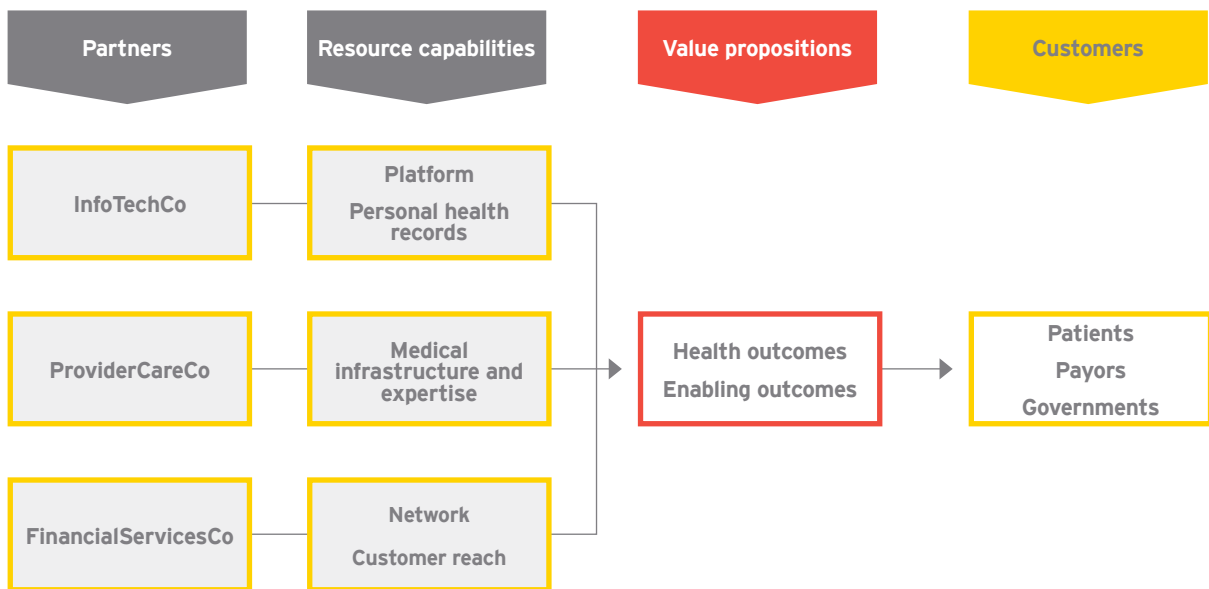 Partners
Resource capabilities
Value propositions
Customers
InfoTechCo
Platform
Personal health
records
ProviderCareCo
Medical
infrastructure and
expertise
Health outcomes
Enabling outcomes
Patients
Payors
Governments
FinancialServicesCo
Network
Customer reach